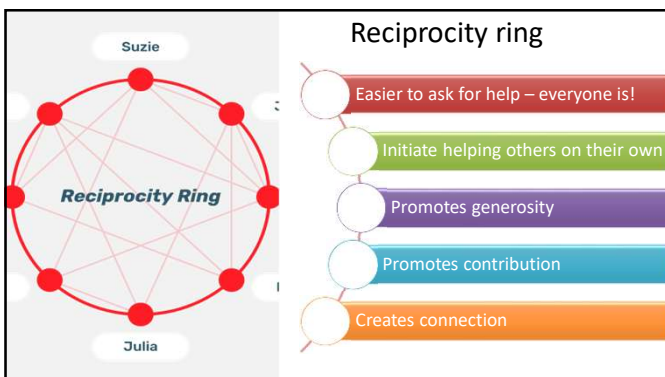 Suzie
Reciprocity Ring
Julia
Reciprocity ring
Easier to ask for help – everyone is!
Initiate helping others on their own
Promotes generosity
Promotes contribution
Creates connection